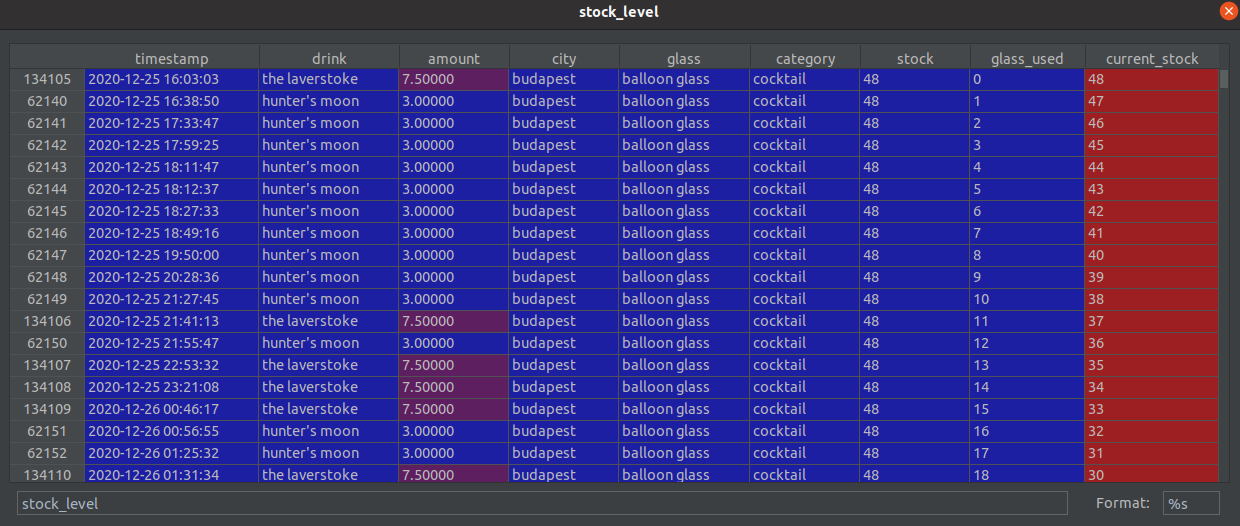 stock_level
timestamp drink amount city glass category stock glass_used current_stock
134105 2020-12-25 16:03:03 the laverstoke 7.50000 budapest balloon glass cocktail 48 0 48
62140 2020-12-25 16:38:50 hunter's moon 3.00000 budapest balloon glass cocktail 48 1 47
62141 2020-12-25 17:33:47 hunter's moon 3.00000 budapest balloon glass cocktail 48 2 46
62142 2020-12-25 17:59:25 hunter's moon 3.00000 budapest balloon glass cocktail 48 3 45
62143 2020-12-25 18:11:47 hunter's moon 3.00000 budapest balloon glass cocktail 48 4 44
62144 2020-12-25 18:12:37 hunter's moon 3.00000 budapest balloon glass cocktail 48 5 43
62145 2020-12-25 18:27:33 hunter's moon 3.00000 budapest balloon glass cocktail 48 6 42
62146 2020-12-25 18:49:16 hunter's moon 3.00000 budapest balloon glass cocktail 48 7 41
62147 2020-12-25 19:50:00 hunter's moon 3.00000 budapest balloon glass cocktail 48 8 40
62148 2020-12-25 20:28:36 hunter's moon 3.00000 budapest balloon glass cocktail 48 9 39
62149 2020-12-25 21:27:45 hunter's moon 3.00000 budapest balloon glass cocktail 48 10 38
134106 2020-12-25 21:41:13 the laverstoke 7.50000 budapest balloon glass cocktail 48 11 37
62150 2020-12-25 21:55:47 hunter's moon 3.00000 budapest balloon glass cocktail 48 12 36
134107 2020-12-25 22:53:32 the laverstoke 7.50000 budapest balloon glass cocktail 48 13 35
134108 2020-12-25 23:21:08 the laverstoke 7.50000 budapest balloon glass cocktail 48 14 34
134109 2020-12-26 00:46:17 the laverstoke 7.50000 budapest balloon glass cocktail 48 15 33
62151 2020-12-26 00:56:55 hunter's moon 3.00000 budapest balloon glass cocktail 48 16 32
62152 2020-12-26 01:25:32 hunter's moon 3.00000 budapest balloon glass cocktail 48 17 31
134110 2020-12-26 01:31:34 the laverstoke 7.50000 budapest balloon glass cocktail 48 18 30
stock_level Format: %s